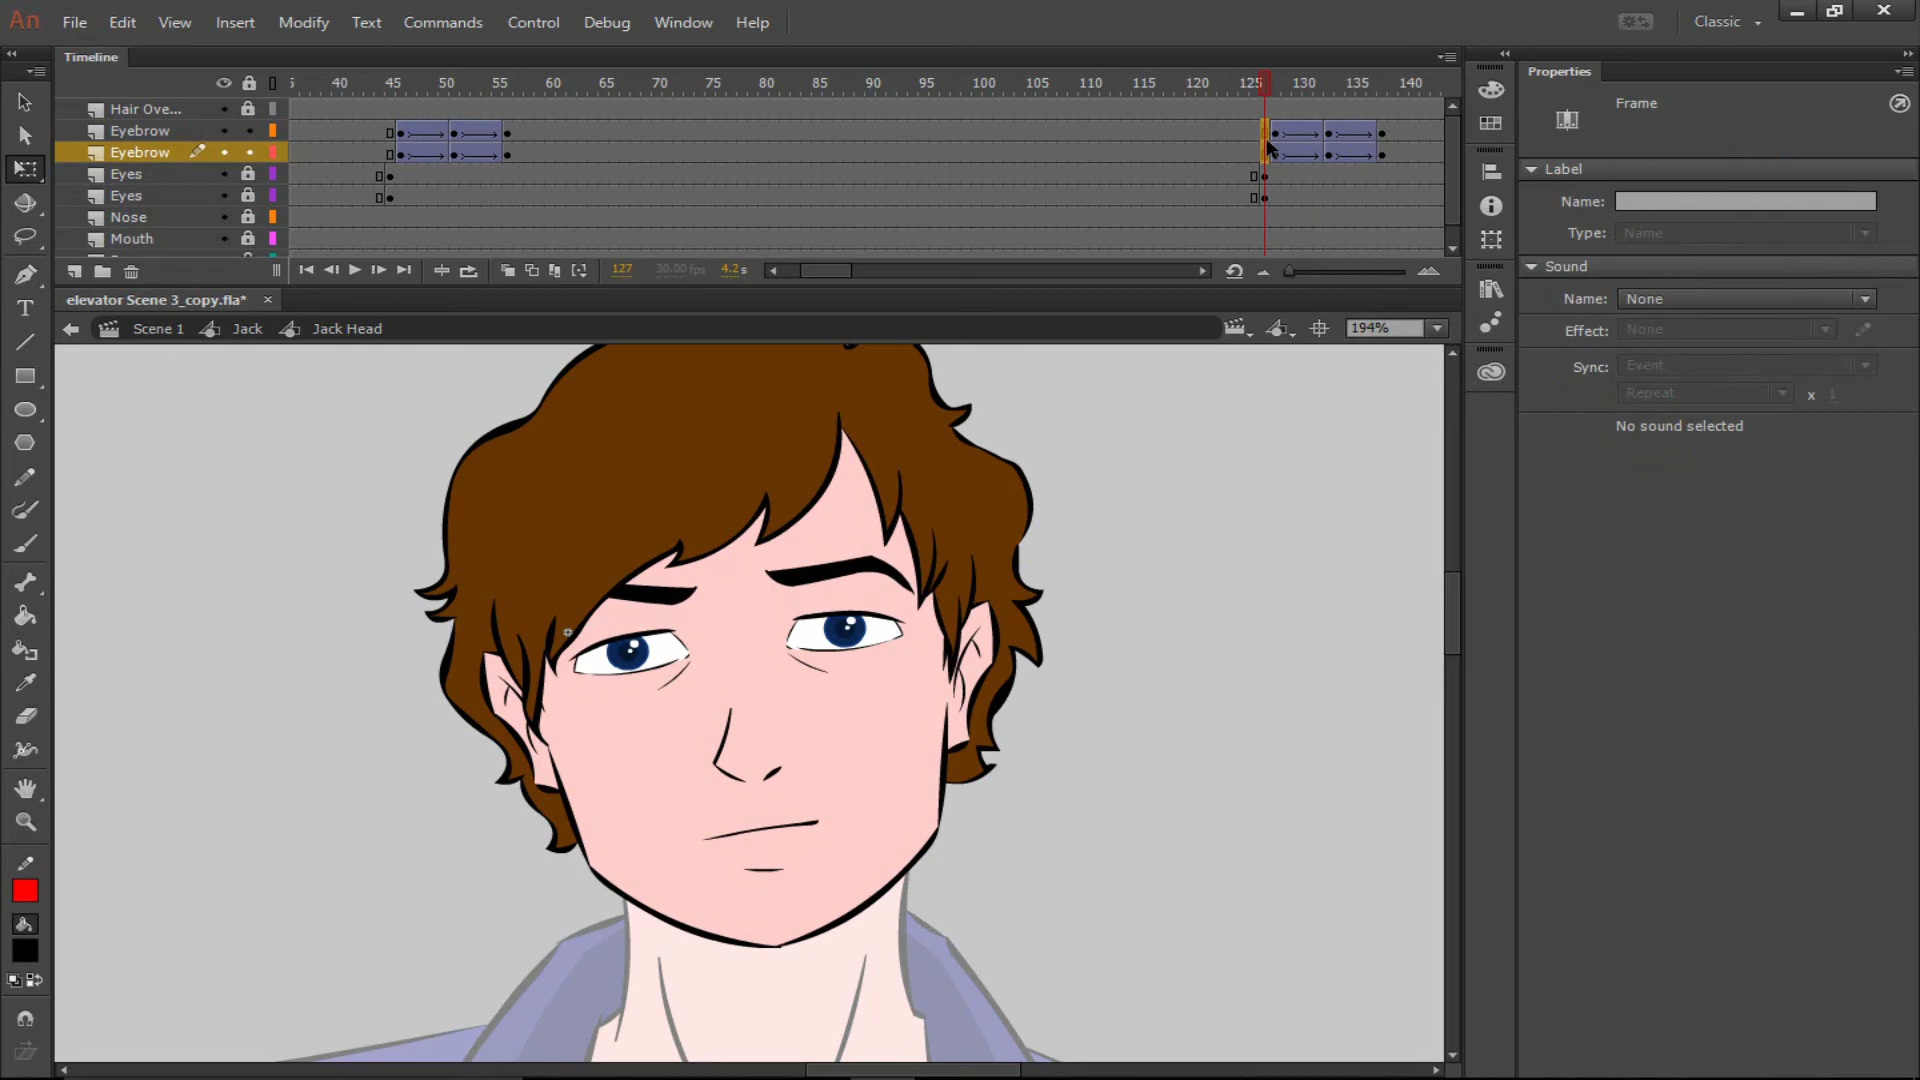 An File Edit View Insert Modify Text Commands Control Debug Window Help Classic
Timeline
5 40 45 50 55 60 65 70 75 80 85 90 95 100 105 110 115 120 125 130 135 140
Hair Ove...
Eyebrow
Eyebrow
Eyes
Eyes
Nose
Mouth
127 30.00 fps 4.2 s
elevator Scene 3_copy.fla* ×
Scene 1 Jack Jack Head 194%
Properties
Frame
Label
Name:
Type: Name
Sound
Name: None
Effect: None
Sync: Event
Repeat x 1
No sound selected